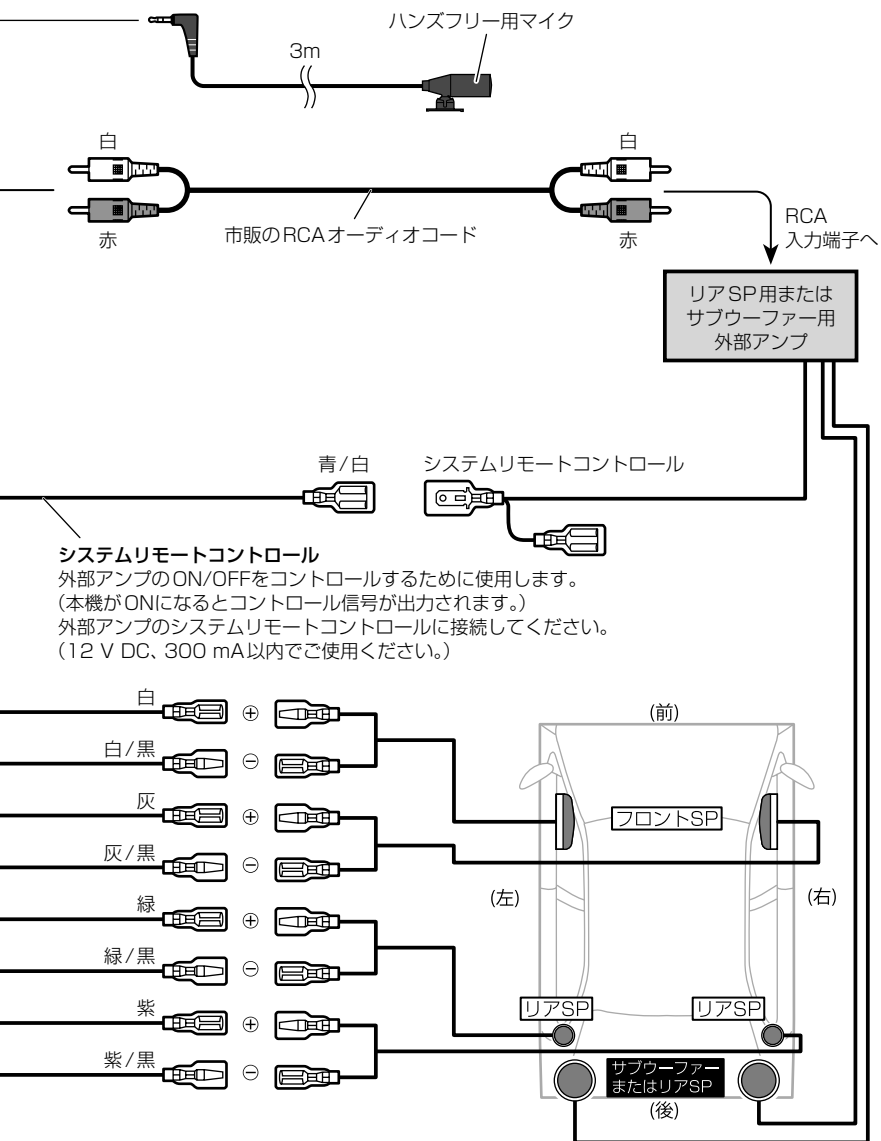 ハンズフリー用マイク
3m
白
白
赤
市販のRCAオーディオコード
赤
RCA
入力端子へ
リアSP用または
サブウーファー用
外部アンプ
青/白
システムリモートコントロール
システムリモートコントロール
外部アンプのON/OFFをコントロールするために使用します。
(本機がONになるとコントロール信号が出力されます。)
外部アンプのシステムリモートコントロールに接続してください。
(12 V DC、300 mA以内でご使用ください。)
白
⊕
白/黒
⊖
灰
⊕
灰/黒
⊖
緑
⊕
緑/黒
⊖
紫
⊕
紫/黒
⊖
(前)
フロントSP
(左)
(右)
リアSP
リアSP
サブウーファー
またはリアSP
(後)